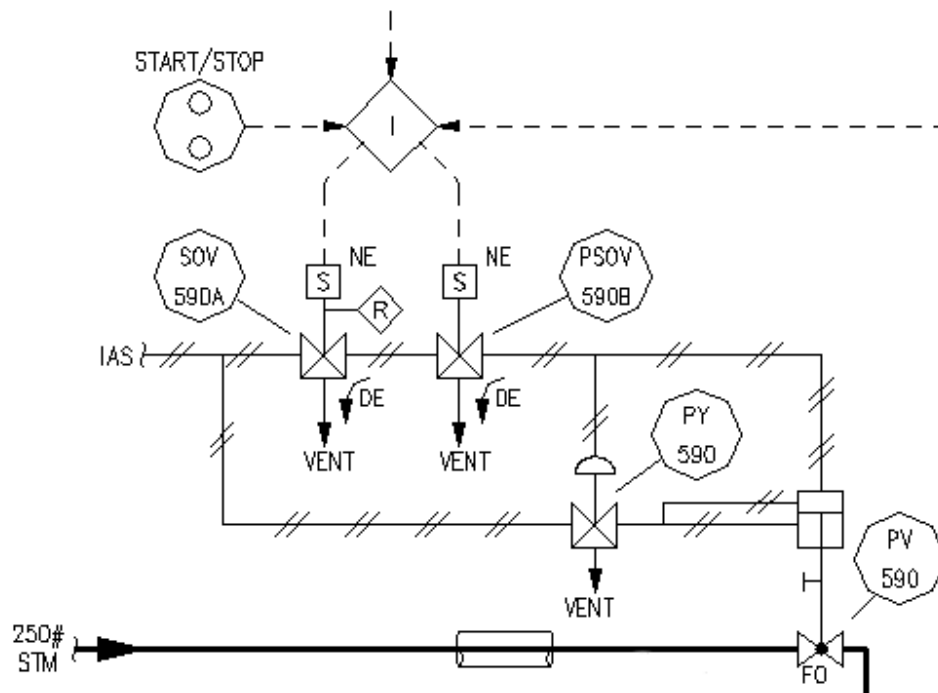 START/STOP
I
SOV
590A
NE
S
R
NE
S
PSOV
590B
IAS
DE
VENT
DE
VENT
PY
590
VENT
PV
590
250#
STM
FO